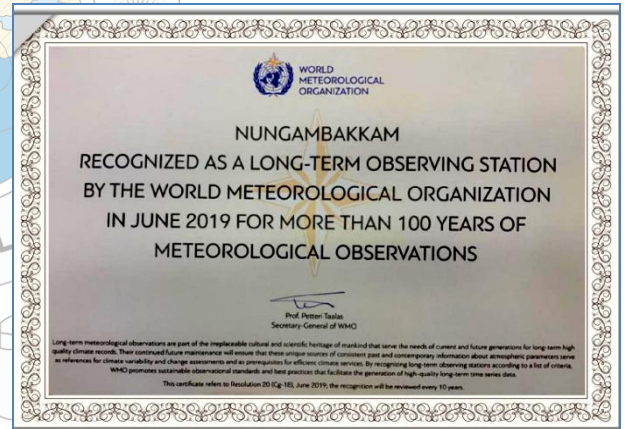 WORLD
METEOROLOGICAL
ORGANIZATION
NUNGAMBAKKAM
RECOGNIZED AS A LONG-TERM OBSERVING STATION
BY THE WORLD METEOROLOGICAL ORGANIZATION
IN JUNE 2019 FOR MORE THAN 100 YEARS OF
METEOROLOGICAL OBSERVATIONS
Prof. Petteri Taalas
Secretary-General of WMO
Long-term meteorological observations are part of the irreplaceable cultural and scientific heritage of mankind that serve the needs of current and future generations for long-term high
quality climate records. Their continued future maintenance will ensure that these unique sources of consistent past and contemporary information about atmospheric parameters serve
as references for climate variability and change assessments and as prerequisites for efficient climate services. By recognizing long-term observing stations according to a list of criteria,
WMO promotes sustainable observational standards and best practices that facilitate the generation of high-quality long-term time series data.
This certificate refers to Resolution 20 (Cg-18), June 2019; the recognition will be reviewed every 10 years.